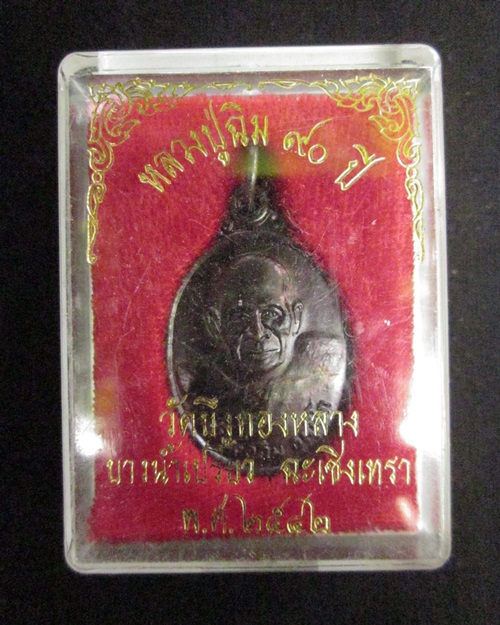 หลวงปู่ฉิม ๙๐ ปี
วัดบึงทองหลาง
บางน้ำเปรี้ยว ฉะเชิงเทรา
พ.ศ.๒๕๔๒